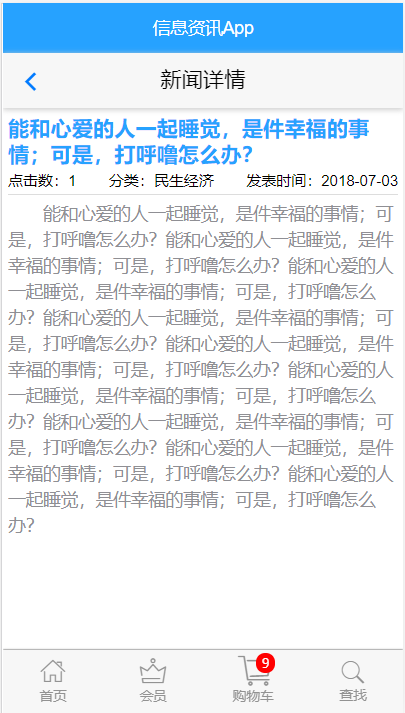 信息资讯App
新闻详情
能和心爱的人一起睡觉，是件幸福的事
情；可是，打呼噜怎么办？
点击数：1 分类：民生经济 发表时间：2018-07-03
能和心爱的人一起睡觉，是件幸福的事情；可
是，打呼噜怎么办？能和心爱的人一起睡觉，是件
幸福的事情；可是，打呼噜怎么办？能和心爱的人
一起睡觉，是件幸福的事情；可是，打呼噜怎么
办？能和心爱的人一起睡觉，是件幸福的事情；可
是，打呼噜怎么办？能和心爱的人一起睡觉，是件
幸福的事情；可是，打呼噜怎么办？能和心爱的人
一起睡觉，是件幸福的事情；可是，打呼噜怎么
办？能和心爱的人一起睡觉，是件幸福的事情；可
是，打呼噜怎么办？能和心爱的人一起睡觉，是件
幸福的事情；可是，打呼噜怎么办？能和心爱的人
一起睡觉，是件幸福的事情；可是，打呼噜怎么
办？
9
首页 会员 购物车 查找